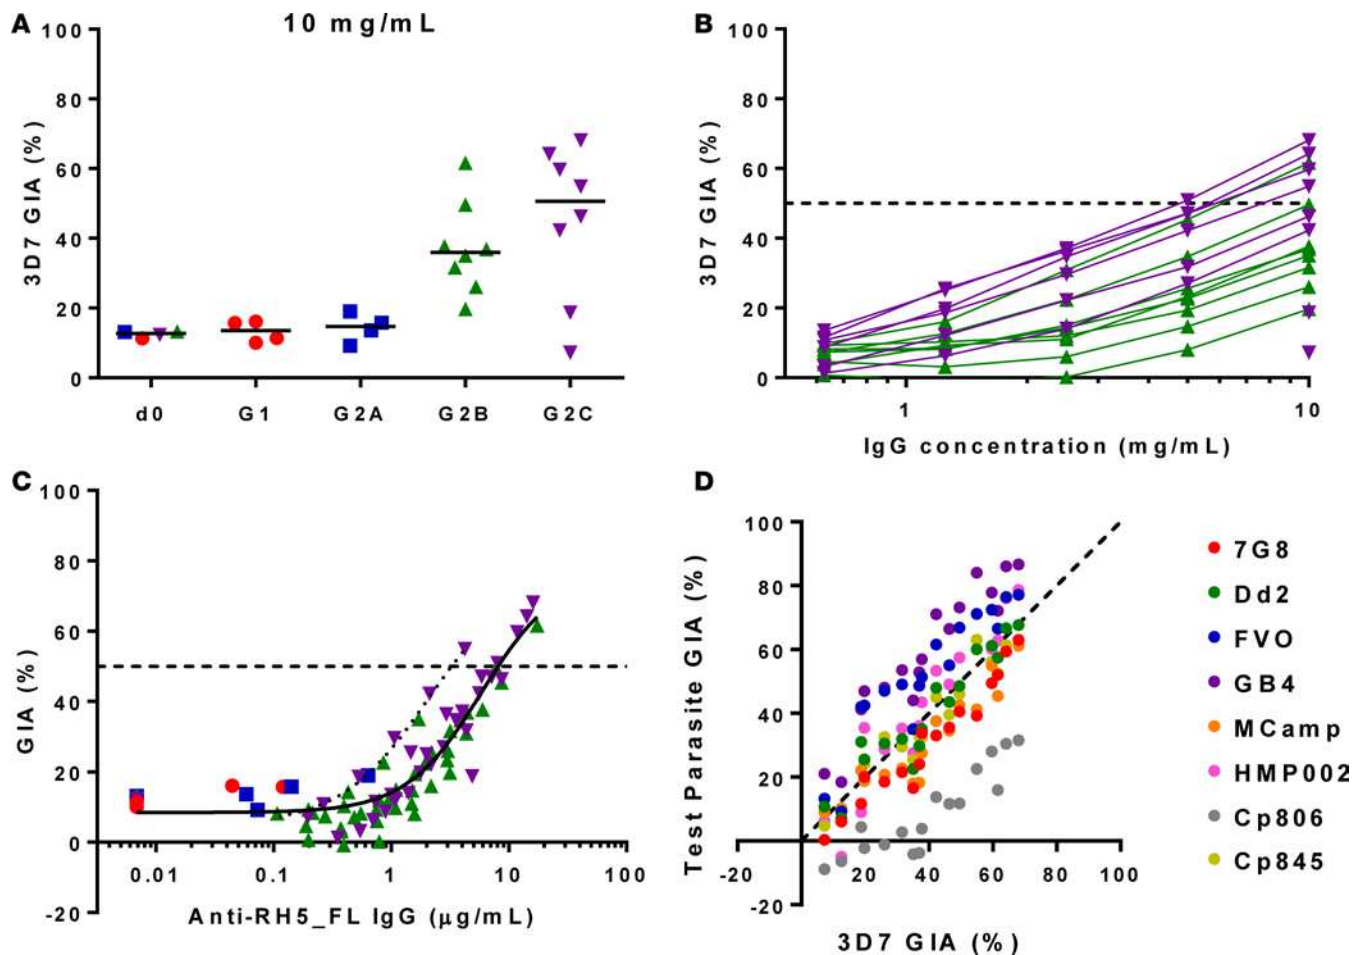 A
10 mg/mL
3D7 GIA (%)
100
80
60
40
20
0
d0 G1 G2A G2B G2C
B
3D7 GIA (%)
100
80
60
40
20
0
1 10
IgG concentration (mg/mL)
C
GIA (%)
100
80
60
40
20
0
-20
0.01 0.1 1 10 100
Anti-RH5_FL IgG (μg/mL)
D
Test Parasite GIA (%)
100
80
60
40
20
-20
-20 20 40 60 80 100
3D7 GIA (%)
7G8
Dd2
FVO
GB4
MCamp
HMP002
Cp806
Cp845